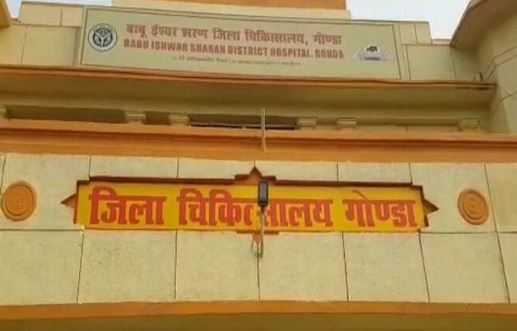 बाबू ईश्वर शरण जिला चिकित्सालय, गोण्डा
BABU ISHWAR SHARAN DISTRICT HOSPITAL, GONDA
जिला चिकित्सालय गोण्डा